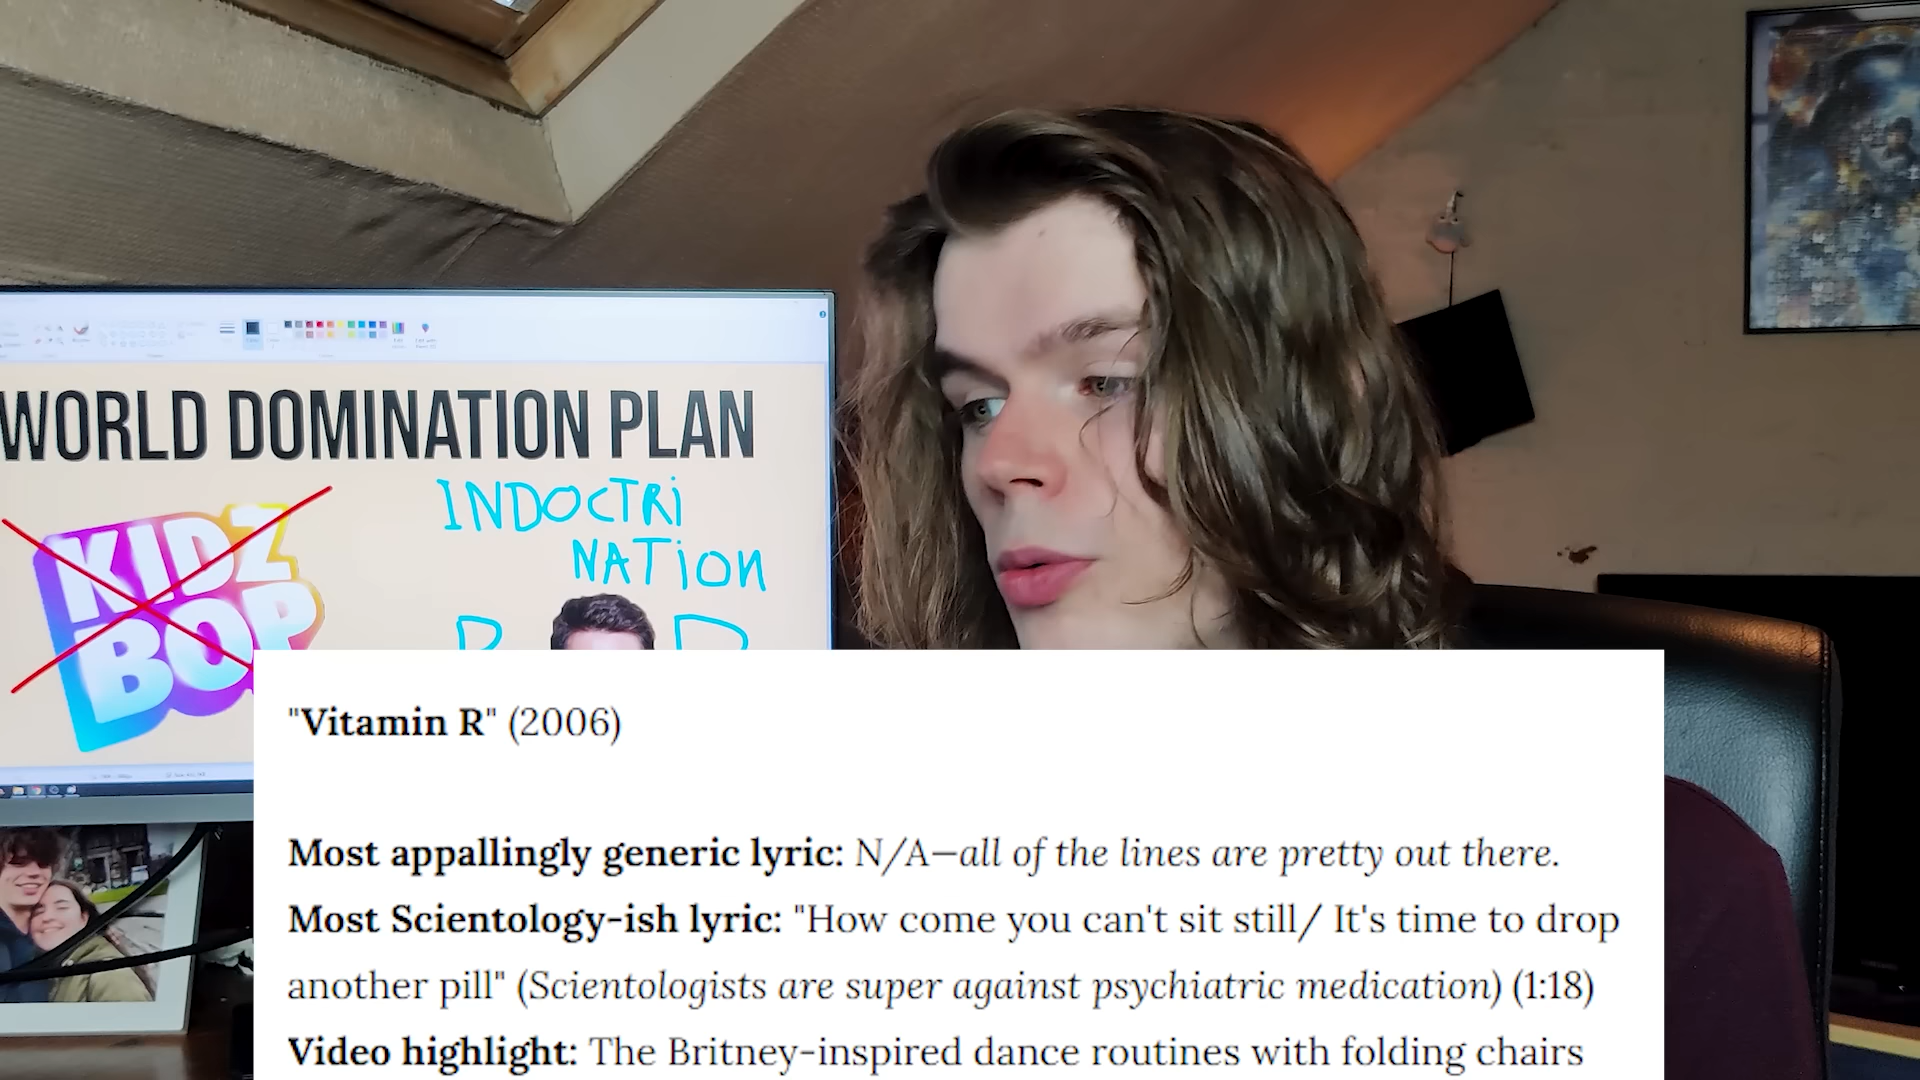 WORLD DOMINATION PLAN
INDOCTRI
NATION
KIDZ
BOP
"Vitamin R" (2006)
Most appallingly generic lyric: N/A—all of the lines are pretty out there.
Most Scientology-ish lyric: "How come you can't sit still/ It's time to drop
another pill" (Scientologists are super against psychiatric medication) (1:18)
Video highlight: The Britney-inspired dance routines with folding chairs